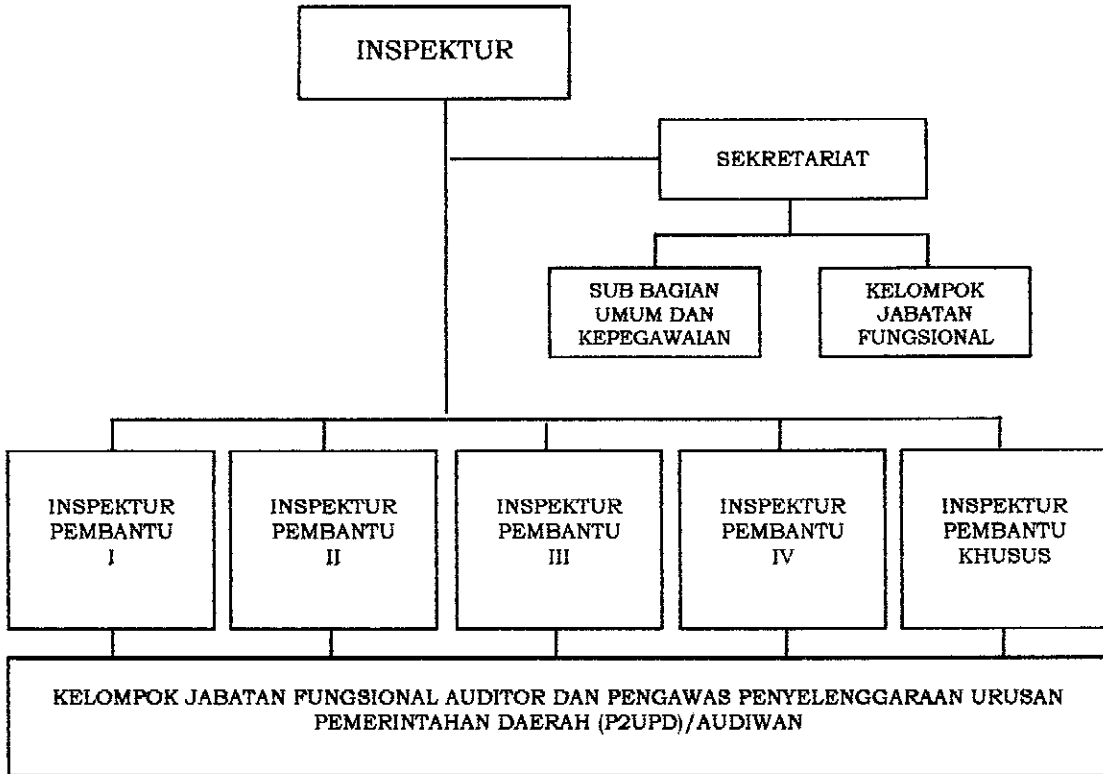 INSPEKTUR
SEKRETARIAT
SUB BAGIAN
UMUM DAN
KEPEGAWAIAN
KELOMPOK
JABATAN
FUNGSIONAL
INSPEKTUR
PEMBANTU
I
INSPEKTUR
PEMBANTU
II
INSPEKTUR
PEMBANTU
III
INSPEKTUR
PEMBANTU
IV
INSPEKTUR
PEMBANTU
KHUSUS
KELOMPOK JABATAN FUNGSIONAL AUDITOR DAN PENGAWAS PENYELENGGARAAN URUSAN
PEMERINTAHAN DAERAH (P2UPD)/AUDIWAN